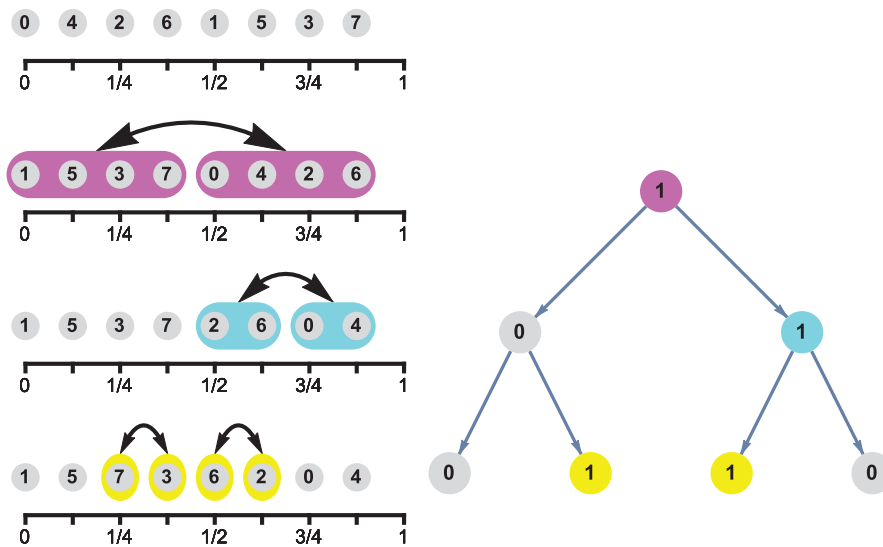 0 4 2 6 1 5 3 7
0 1/4 1/2 3/4 1
1 5 3 7 0 4 2 6
0 1/4 1/2 3/4 1
1 5 3 7 2 6 0 4
0 1/4 1/2 3/4 1
1 5 7 3 6 2 0 4
0 1/4 1/2 3/4 1
1
0 1
0 1 1 0